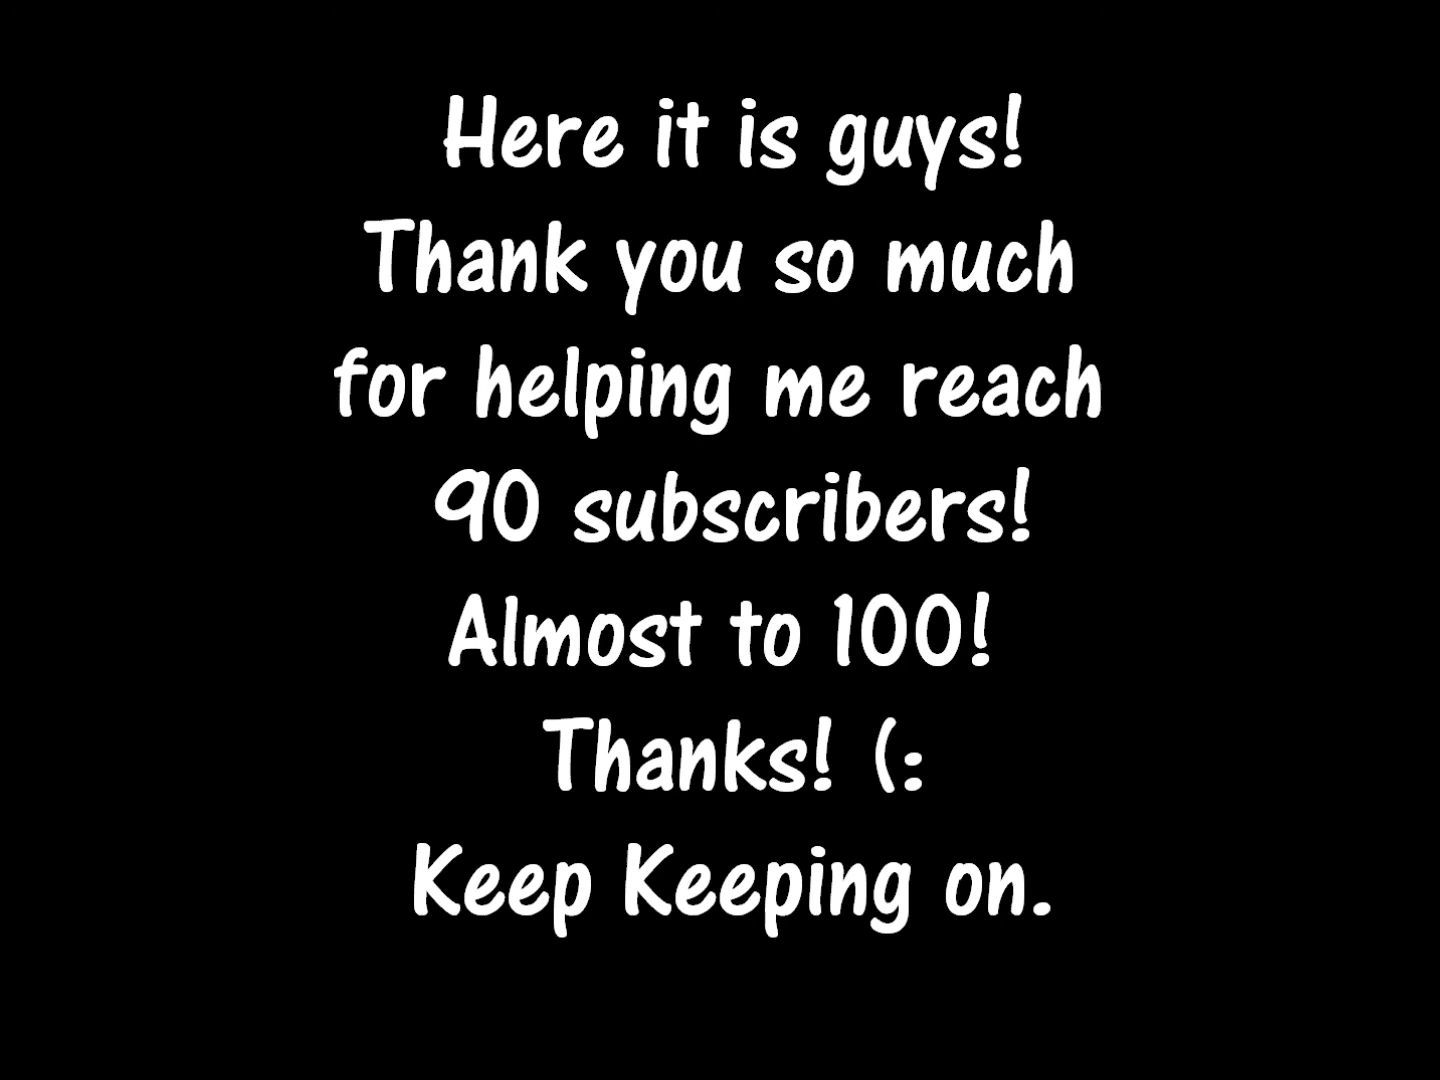 Here it is guys!
Thank you so much
for helping me reach
90 subscribers!
Almost to 100!
Thanks! (:
Keep Keeping on.